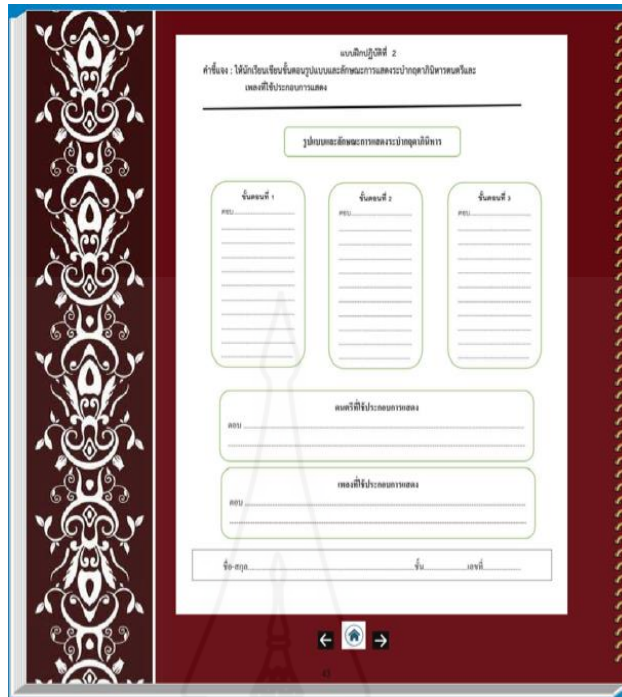 แบบฝึกปฏิบัติที่ 2
คำชี้แจง : ให้นักเรียนเขียนขั้นตอนรูปแบบและลักษณะการแสดงระบำกฤดาภินิหารดนตรีและ
เพลงที่ใช้ประกอบการแสดง
รูปแบบและลักษณะการแสดงระบำกฤดาภินิหาร
ขั้นตอนที่ 1
ตอบ
ขั้นตอนที่ 2
ตอบ
ขั้นตอนที่ 3
ตอบ
ดนตรีที่ใช้ประกอบการแสดง
ตอบ
เพลงที่ใช้ประกอบการแสดง
ตอบ
ชื่อ-สกุล ชั้น เลขที่
43